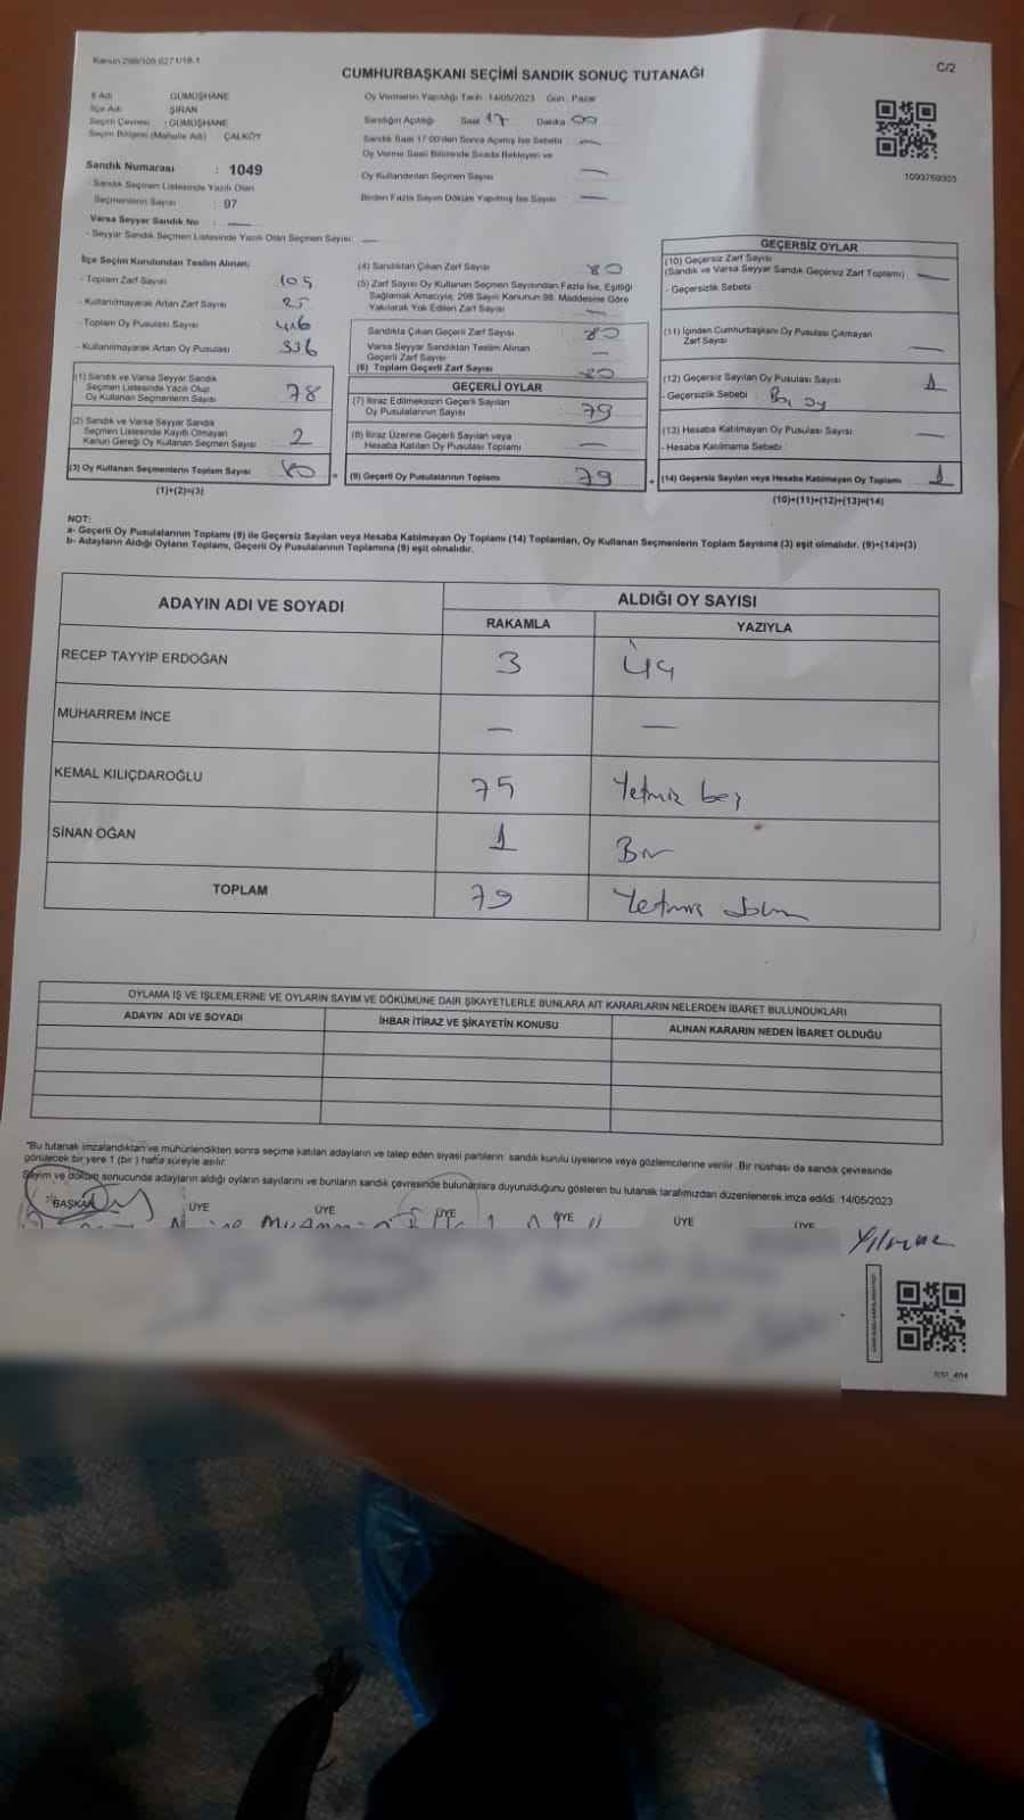 CUMHURBAŞKANI SEÇİMİ SANDIK SONUÇ TUTANAĞI
C/2
İl Adı GÜMÜŞHANE
İlçe Adı ŞİRAN
Seçim Çevresi : GÜMÜŞHANE
Seçim Bölgesi (Mahalle Adı) ÇALKÖY
Sandık Numarası : 1049
Sandık Seçmen Listesinde Yazılı Olan
Seçmenlerin Sayısı : 97
Varsa Seyyar Sandık No —
- Seyyar Sandık Seçmen Listesinde Yazılı Olan Seçmen Sayısı: —
Oy Vermenin Yapıldığı Tarih :14/05/2023 Gün : Pazar
Sandığın Açıldığı Saat 17 Dakika 00
Sandık Saat 17:00'den Sonra Açılmış İse Sebebi —
Oy Verme Saati Bitiminde Sırada Bekleyen ve
Oy Kullandırılan Seçmen Sayısı —
Birden Fazla Sayım Döküm Yapılmış İse Sayısı —
1093759305
İlçe Seçim Kurulundan Teslim Alınan;
- Toplam Zarf Sayısı 105
- Kullanılmayarak Artan Zarf Sayısı 25
- Toplam Oy Pusulası Sayısı 416
- Kullanılmayarak Artan Oy Pusulası 336
(1) Sandık ve Varsa Seyyar Sandık
Seçmen Listesinde Yazılı Olup
Oy Kullanan Seçmenlerin Sayısı 78
(2) Sandık ve Varsa Seyyar Sandık
Seçmen Listesinde Kayıtlı Olmayan
Kanun Gereği Oy Kullanan Seçmen Sayısı 2
(3) Oy Kullanan Seçmenlerin Toplam Sayısı 80
(1)+(2)=(3)
(4) Sandıktan Çıkan Zarf Sayısı 80
(5) Zarf Sayısı Oy Kullanan Seçmen Sayısından Fazla İse, Eşitliği
Sağlamak Amacıyla, 298 Sayılı Kanunun 98. Maddesine Göre
Yakılarak Yok Edilen Zarf Sayısı —
Sandıkta Çıkan Geçerli Zarf Sayısı 80
Varsa Seyyar Sandıktan Teslim Alınan
Geçerli Zarf Sayısı —
(6) Toplam Geçerli Zarf Sayısı 80
GEÇERLİ OYLAR
(7) İtiraz Edilmeksizin Geçerli Sayılan
Oy Pusulalarının Sayısı 79
(8) İtiraz Üzerine Geçerli Sayılan veya
Hesaba Katılan Oy Pusulası Toplamı —
(9) Geçerli Oy Pusulalarının Toplamı 79
GEÇERSİZ OYLAR
(10) Geçersiz Zarf Sayısı
(Sandık ve Varsa Seyyar Sandık Geçersiz Zarf Toplamı) —
- Geçersizlik Sebebi
(11) İçinden Cumhurbaşkanı Oy Pusulası Çıkmayan
Zarf Sayısı —
(12) Geçersiz Sayılan Oy Pusulası Sayısı 1
- Geçersizlik Sebebi : oy
(13) Hesaba Katılmayan Oy Pusulası Sayısı —
- Hesaba Katılmama Sebebi
(14) Geçersiz Sayılan veya Hesaba Katılmayan Oy Toplamı 1
(10)+(11)+(12)+(13)=(14)
NOT:
a- Geçerli Oy Pusulalarının Toplamı (9) ile Geçersiz Sayılan veya Hesaba Katılmayan Oy Toplamı (14) Toplamları, Oy Kullanan Seçmenlerin Toplam Sayısına (3) eşit olmalıdır. (9)+(14)=(3)
b- Adayların Aldığı Oyların Toplamı, Geçerli Oy Pusulalarının Toplamına (9) eşit olmalıdır.
ADAYIN ADI VE SOYADI ALDIĞI OY SAYISI
RAKAMLA YAZIYLA
RECEP TAYYİP ERDOĞAN 3 üç
MUHARREM İNCE — —
KEMAL KILIÇDAROĞLU 75 Yetmiş beş
SİNAN OĞAN 1 Bir
TOPLAM 79 Yetmiş dokuz
OYLAMA İŞ VE İŞLEMLERİNE VE OYLARIN SAYIM VE DÖKÜMÜNE DAİR ŞİKAYETLERLE BUNLARA AİT KARARLARIN NELERDEN İBARET BULUNDUKLARI
ADAYIN ADI VE SOYADI İHBAR İTİRAZ VE ŞİKAYETİN KONUSU ALINAN KARARIN NEDEN İBARET OLDUĞU
"Bu tutanak imzalandıktan ve mühürlendikten sonra seçime katılan adayların ve talep eden siyasi partilerin sandık kurulu üyelerine veya gözlemcilerine verilir. Bir nüshası da sandık çevresinde
görülecek bir yere 1 (bir) hafta süreyle asılır.
Sayım ve döküm sonucunda adayların aldığı oyların sayılarını ve bunların sandık çevresinde bulunanlara duyurulduğunu gösteren bu tutanak tarafımızdan düzenlenerek imza edildi. 14/05/2023
BAŞKAN ÜYE ÜYE ÜYE ÜYE ÜYE ÜYE